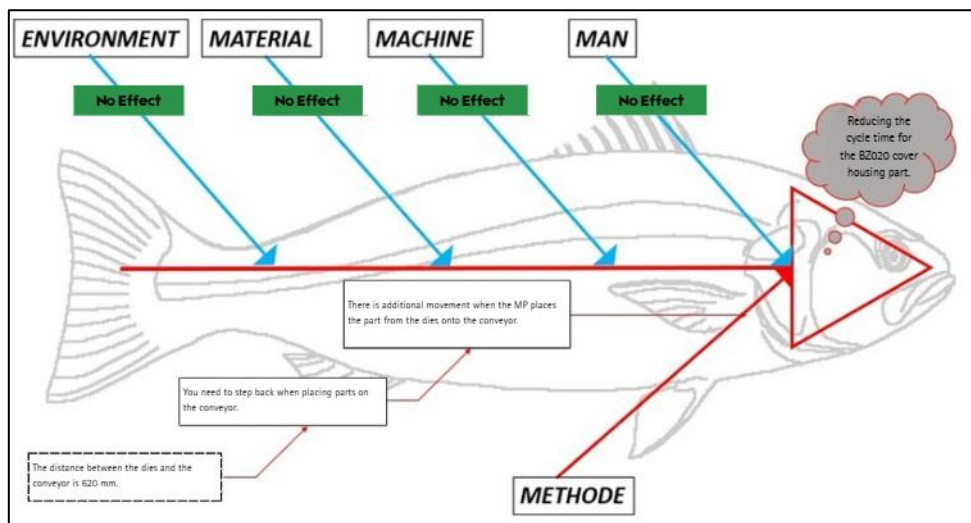 ENVIRONMENT
MATERIAL
MACHINE
MAN
No Effect
No Effect
No Effect
No Effect
Reducing the
cycle time for
the BZ020 cover
housing part.
There is additional movement when the MP places
the part from the dies onto the conveyor.
You need to step back when placing parts on
the conveyor.
The distance between the dies and the
conveyor is 620 mm.
METHODE